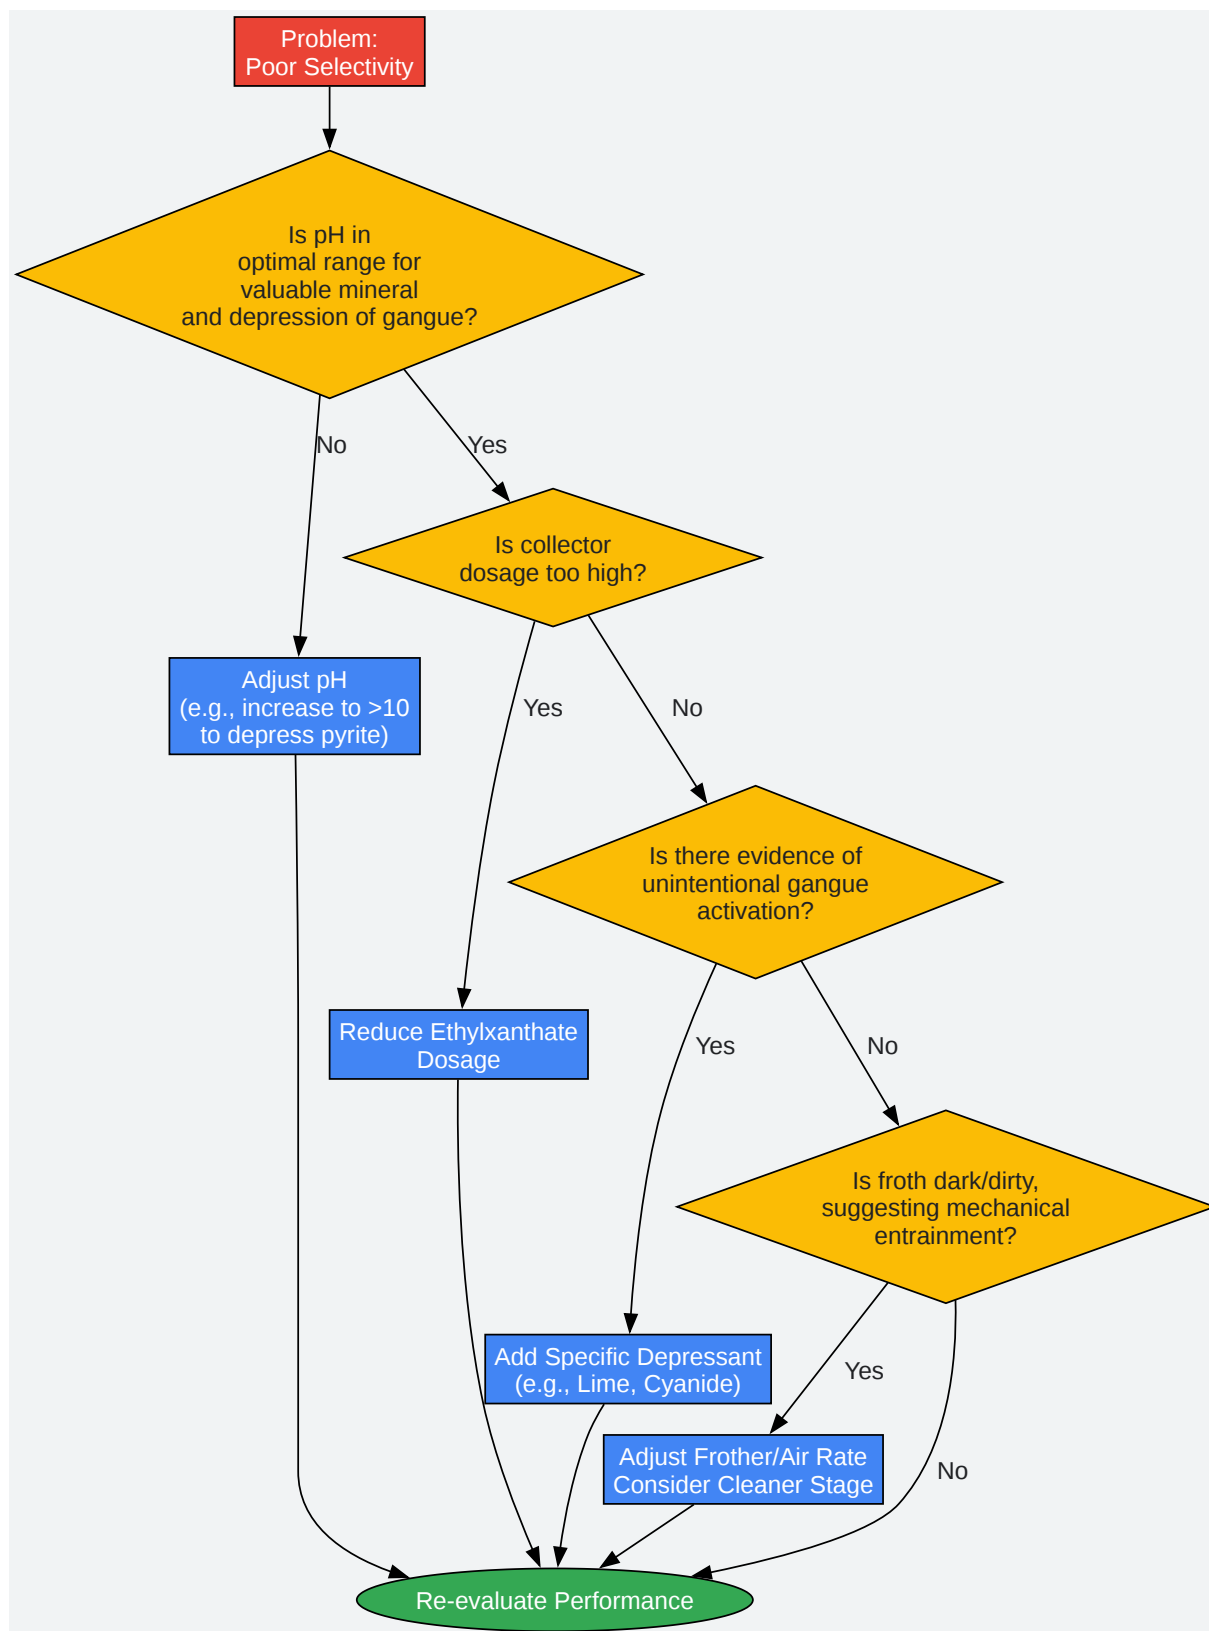 Problem:
Poor Selectivity
Is pH in
optimal range for
valuable mineral
and depression of gangue?
No
Yes
Is collector
dosage too high?
Adjust pH
(e.g., increase to >10
to depress pyrite)
Yes
No
Is there evidence of
unintentional gangue
activation?
Reduce Ethylxanthate
Dosage
Yes
No
Is froth dark/dirty,
suggesting mechanical
entrainment?
Add Specific Depressant
(e.g., Lime, Cyanide)
Yes
Adjust Frother/Air Rate
Consider Cleaner Stage
No
Re-evaluate Performance